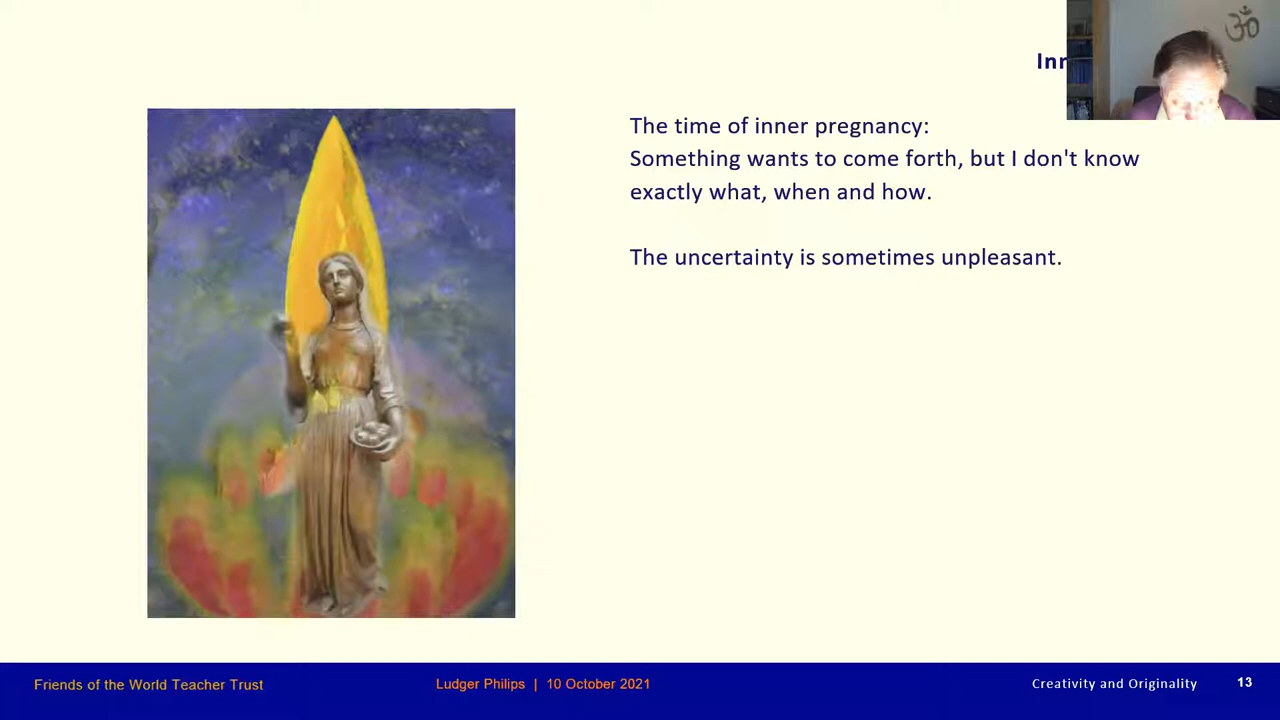 The time of inner pregnancy:
Something wants to come forth, but I don't know
exactly what, when and how.
The uncertainty is sometimes unpleasant.
Friends of the World Teacher Trust
Ludger Philips | 10 October 2021
Creativity and Originality
13
ॐ